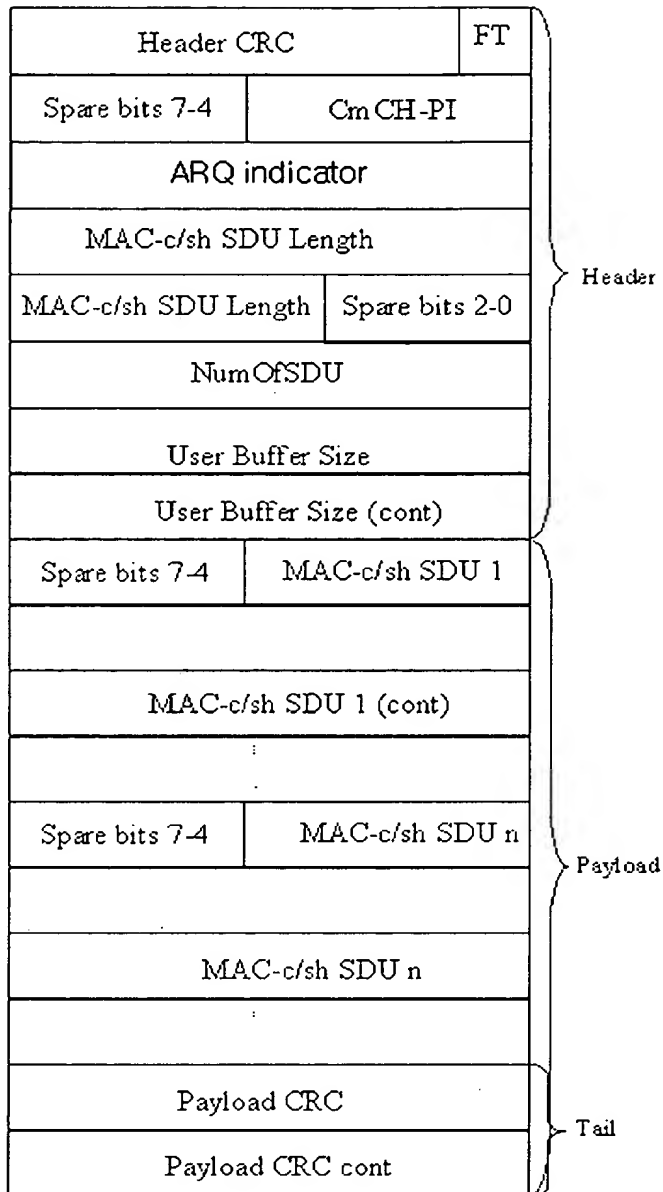 Header CRC FT
Spare bits 7-4 CmCH-PI
ARQ indicator
MAC-c/sh SDU Length
MAC-c/sh SDU Length Spare bits 2-0
Header
NumOfSDU
User Buffer Size
User Buffer Size (cont)
Spare bits 7-4 MAC-c/sh SDU 1
MAC-c/sh SDU 1 (cont)
Spare bits 7-4 MAC-c/sh SDU n
Payload
MAC-c/sh SDU n
Payload CRC
Tail
Payload CRC cont